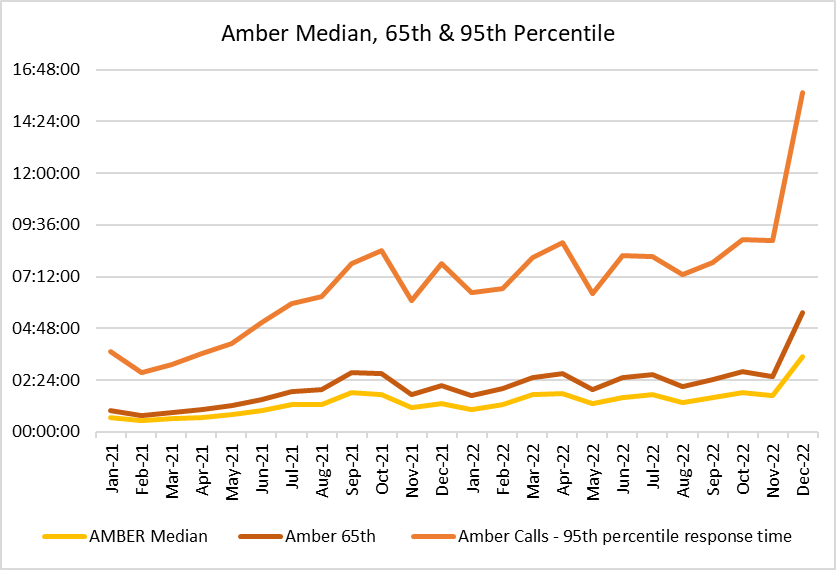 Amber Median, 65th & 95th Percentile
16:48:00
14:24:00
12:00:00
09:36:00
07:12:00
04:48:00
02:24:00
00:00:00
Jan-21
Feb-21
Mar-21
Apr-21
May-21
Jun-21
Jul-21
Aug-21
Sep-21
Oct-21
Nov-21
Dec-21
Jan-22
Feb-22
Mar-22
Apr-22
May-22
Jun-22
Jul-22
Aug-22
Sep-22
Oct-22
Nov-22
Dec-22
AMBER Median
Amber 65th
Amber Calls - 95th percentile response time